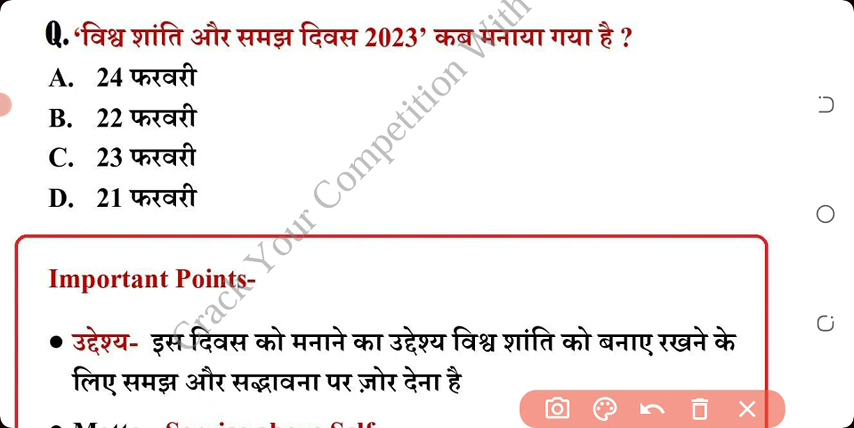 Q. ‘विश्व शांति और समझ दिवस 2023’ कब मनाया गया है ?
A. 24 फरवरी
B. 22 फरवरी
C. 23 फरवरी
D. 21 फरवरी
Crack Your Competition With
Important Points-
• उद्देश्य- इस दिवस को मनाने का उद्देश्य विश्व शांति को बनाए रखने के
लिए समझ और सद्भावना पर ज़ोर देना है